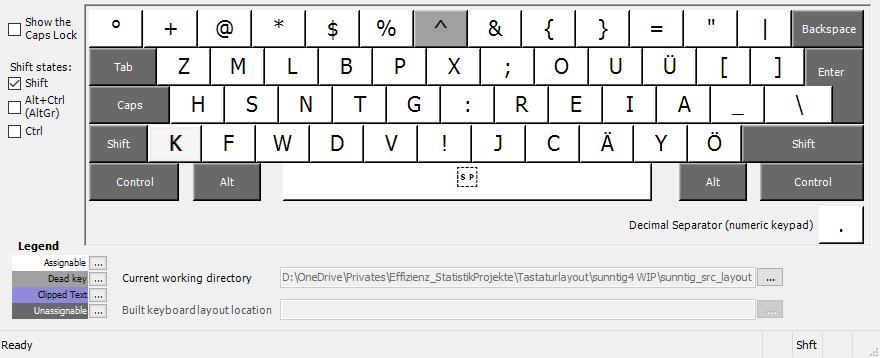 Show the
Caps Lock
Shift states:
Shift
Alt+Ctrl
(AltGr)
Ctrl
° + @ * $ % ^ & { } = " | Backspace
Tab Z M L B P X ; O U Ü [ ] Enter
Caps H S N T G : R E I A _ \
Shift K F W D V ! J C Ä Y Ö Shift
Control Alt SP Alt Control
Decimal Separator (numeric keypad) .
Legend
Assignable ...
Dead key ...
Clipped Text ...
Unassignable ...
Current working directory D:\OneDrive\Privates\Effizienz_StatistikProjekte\Tastaturlayout\sunntig4 WIP\sunntig_src_layout ...
Built keyboard layout location ...
Ready Shft